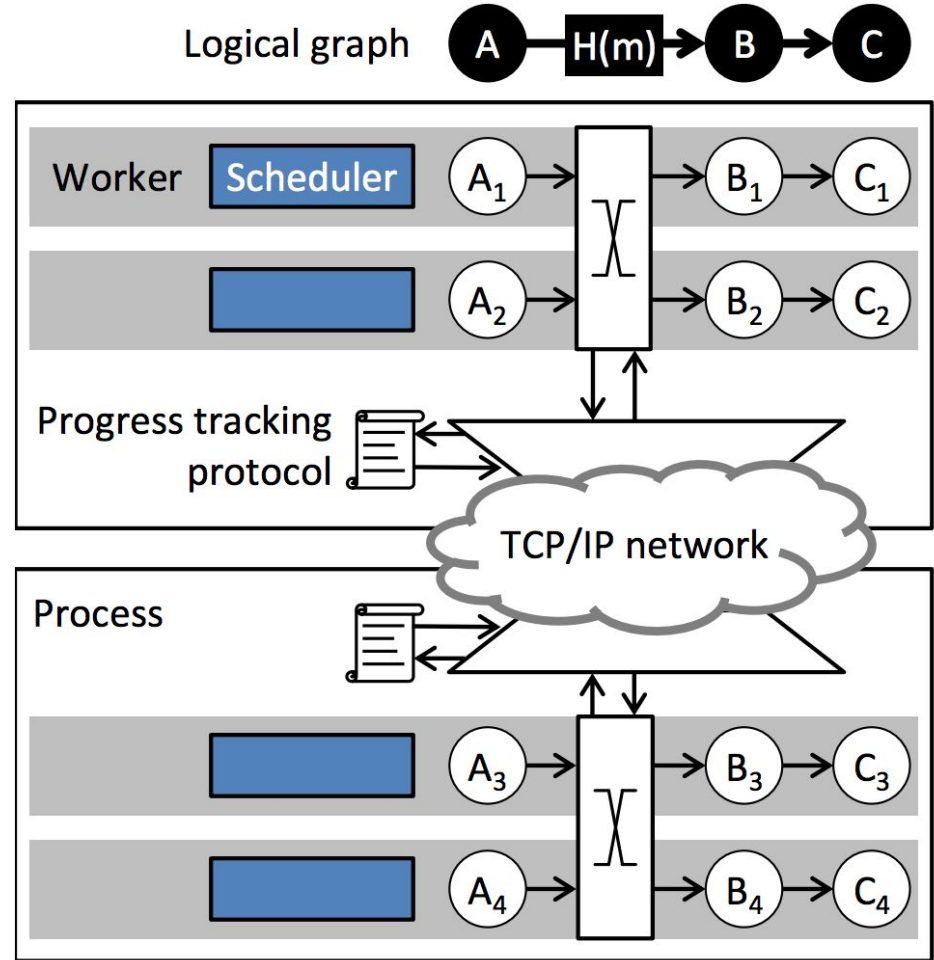 Logical graph A H(m) B C
Worker Scheduler A₁ B₁ C₁
A₂ B₂ C₂
Progress tracking
protocol
TCP/IP network
Process
A₃ B₃ C₃
A₄ B₄ C₄